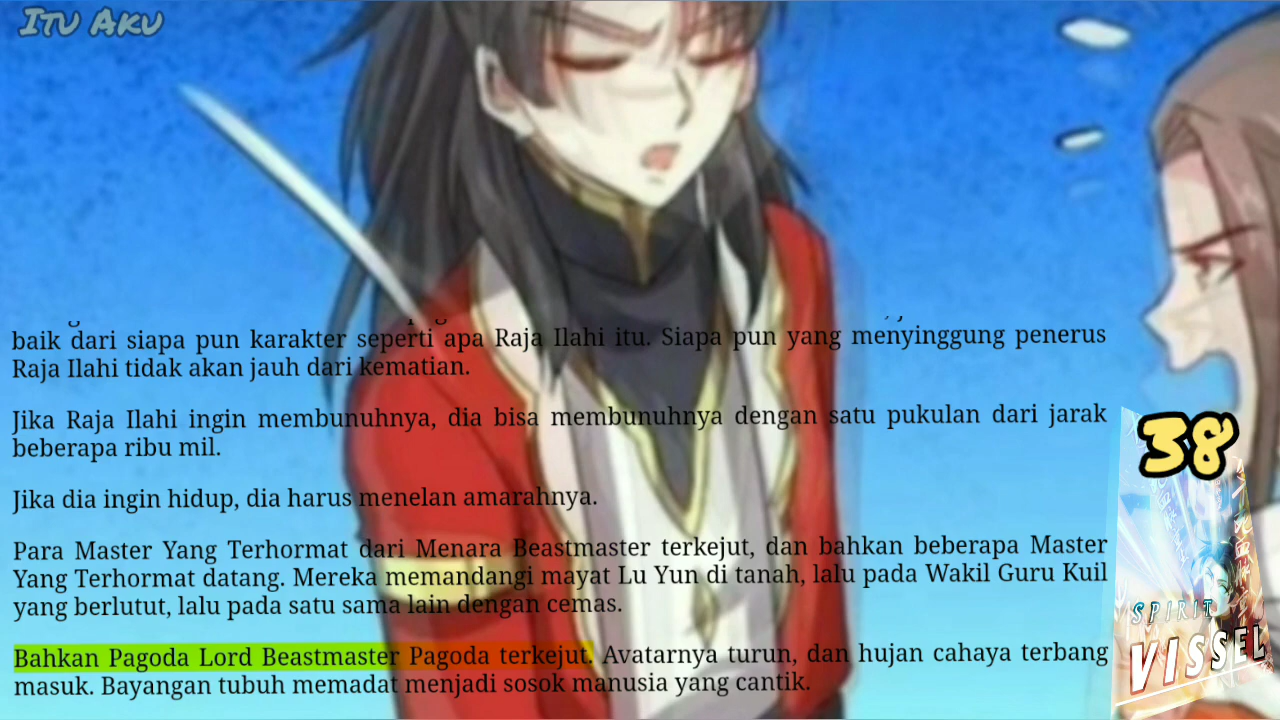 Itu Aku
baik dari siapa pun karakter seperti apa Raja Ilahi itu. Siapa pun yang menyinggung penerus
Raja Ilahi tidak akan jauh dari kematian.
Jika Raja Ilahi ingin membunuhnya, dia bisa membunuhnya dengan satu pukulan dari jarak
beberapa ribu mil.
Jika dia ingin hidup, dia harus menelan amarahnya.
Para Master Yang Terhormat dari Menara Beastmaster terkejut, dan bahkan beberapa Master
Yang Terhormat datang. Mereka memandangi mayat Lu Yun di tanah, lalu pada Wakil Guru Kuil
yang berlutut, lalu pada satu sama lain dengan cemas.
Bahkan Pagoda Lord Beastmaster Pagoda terkejut. Avatarnya turun, dan hujan cahaya terbang
masuk. Bayangan tubuh memadat menjadi sosok manusia yang cantik.
38
SPIRIT
VISSEL